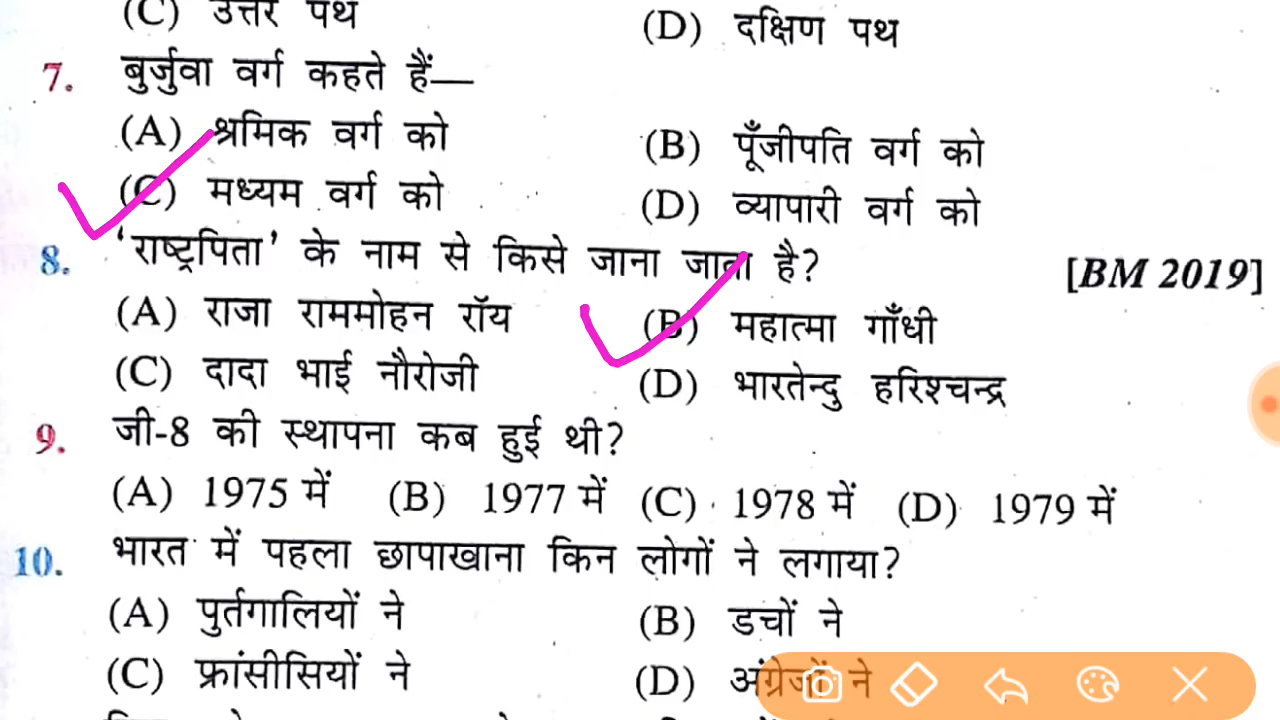 (C) उत्तर पथ (D) दक्षिण पथ
7. बुर्जुवा वर्ग कहते हैं—
(A) श्रमिक वर्ग को (B) पूँजीपति वर्ग को
(C) मध्यम वर्ग को (D) व्यापारी वर्ग को
8. ‘राष्ट्रपिता’ के नाम से किसे जाना जाता है? [BM 2019]
(A) राजा राममोहन रॉय (B) महात्मा गाँधी
(C) दादा भाई नौरोजी (D) भारतेन्दु हरिश्चन्द्र
9. जी-8 की स्थापना कब हुई थी?
(A) 1975 में (B) 1977 में (C) 1978 में (D) 1979 में
10. भारत में पहला छापाखाना किन लोगों ने लगाया?
(A) पुर्तगालियों ने (B) डचों ने
(C) फ्रांसीसियों ने (D) अंग्रेजों ने